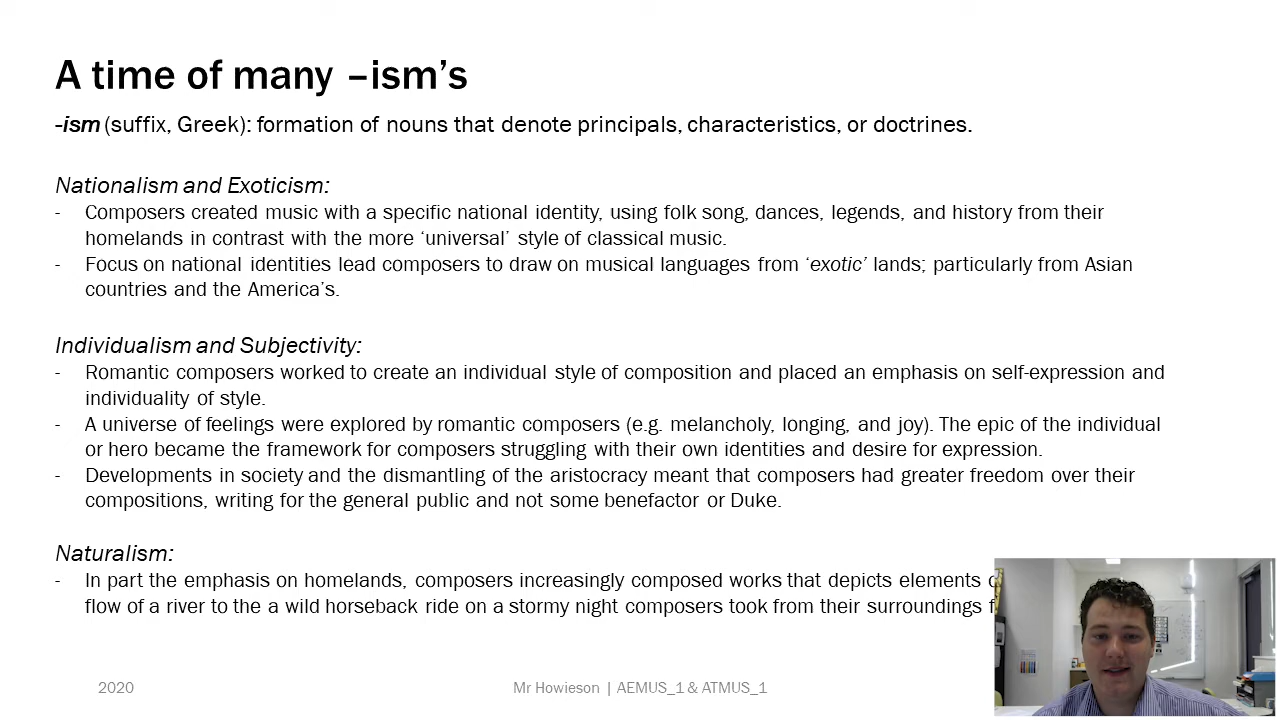 A time of many –ism's
-ism (suffix, Greek): formation of nouns that denote principals, characteristics, or doctrines.
Nationalism and Exoticism:
- Composers created music with a specific national identity, using folk song, dances, legends, and history from their
homelands in contrast with the more 'universal' style of classical music.
- Focus on national identities lead composers to draw on musical languages from 'exotic' lands; particularly from Asian
countries and the America's.
Individualism and Subjectivity:
- Romantic composers worked to create an individual style of composition and placed an emphasis on self-expression and
individuality of style.
- A universe of feelings were explored by romantic composers (e.g. melancholy, longing, and joy). The epic of the individual
or hero became the framework for composers struggling with their own identities and desire for expression.
- Developments in society and the dismantling of the aristocracy meant that composers had greater freedom over their
compositions, writing for the general public and not some benefactor or Duke.
Naturalism:
- In part the emphasis on homelands, composers increasingly composed works that depicts elements
flow of a river to the a wild horseback ride on a stormy night composers took from their surroundings
2020
Mr Howieson | AEMUS_1 & ATMUS_1